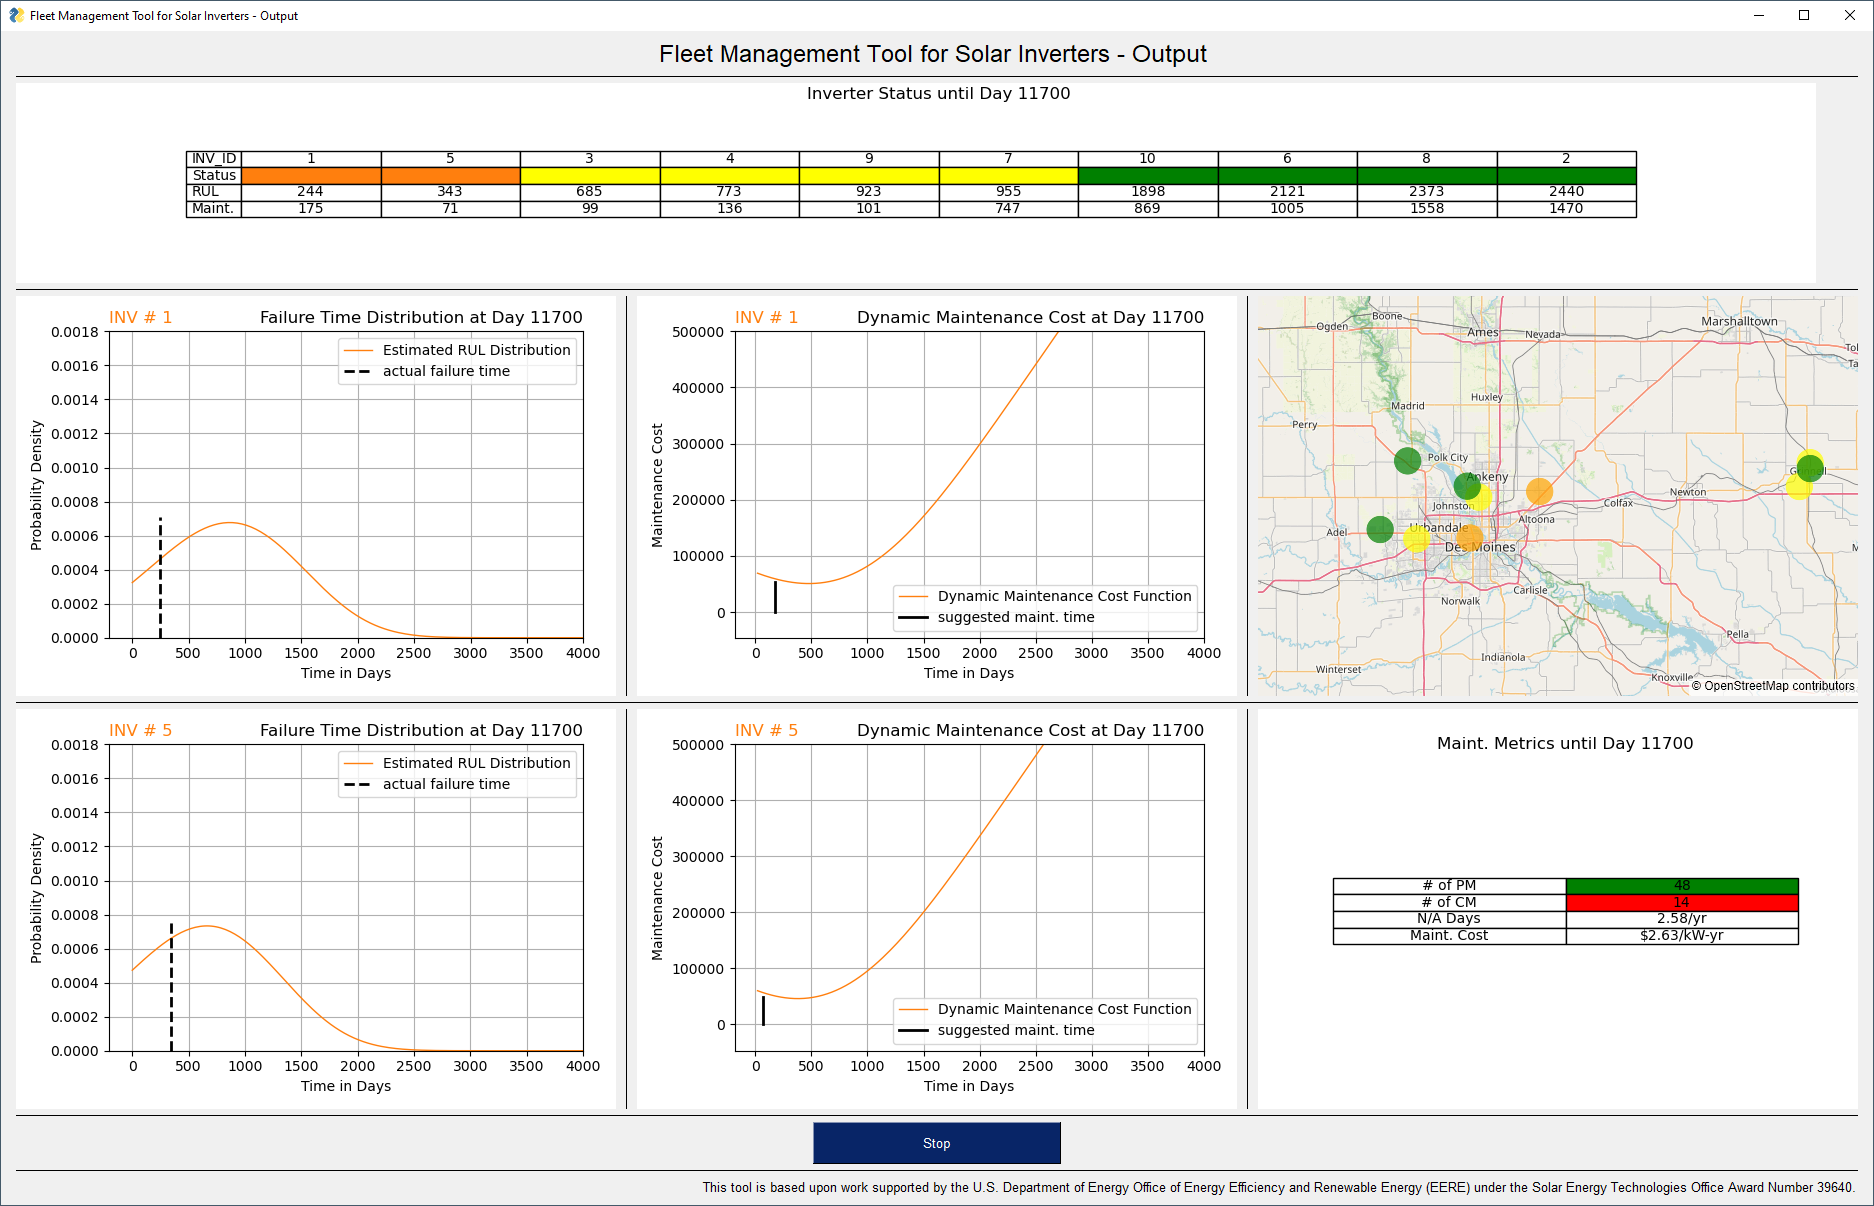 Fleet Management Tool for Solar Inverters - Output
Fleet Management Tool for Solar Inverters - Output
Inverter Status until Day 11700
INV_ID 1 5 3 4 9 7 10 6 8 2
Status
RUL 244 343 685 773 923 955 1898 2121 2373 2440
Maint. 175 71 99 136 101 747 869 1005 1558 1470
INV # 1 Failure Time Distribution at Day 11700
0.0018
0.0016
0.0014
0.0012
0.0010
0.0008
0.0006
0.0004
0.0002
0.0000
Probability Density
Estimated RUL Distribution
actual failure time
0 500 1000 1500 2000 2500 3000 3500 4000
Time in Days
INV # 1 Dynamic Maintenance Cost at Day 11700
500000
400000
300000
200000
100000
0
Maintenance Cost
Dynamic Maintenance Cost Function
suggested maint. time
0 500 1000 1500 2000 2500 3000 3500 4000
Time in Days
Marshalltown
Boone
Ogden
Ames
Nevada
Tol
Ta
Huxley
Madrid
Perry
Polk City
Ankeny
Newton
Colfax
Johnston
Altoona
Urbandale
Adel
Des Moines
Carlisle
Norwalk
Pella
Indianola
Winterset
Knoxville
© OpenStreetMap contributors
INV # 5 Failure Time Distribution at Day 11700
0.0018
0.0016
0.0014
0.0012
0.0010
0.0008
0.0006
0.0004
0.0002
0.0000
Probability Density
Estimated RUL Distribution
actual failure time
0 500 1000 1500 2000 2500 3000 3500 4000
Time in Days
INV # 5 Dynamic Maintenance Cost at Day 11700
500000
400000
300000
200000
100000
0
Maintenance Cost
Dynamic Maintenance Cost Function
suggested maint. time
0 500 1000 1500 2000 2500 3000 3500 4000
Time in Days
Maint. Metrics until Day 11700
# of PM 48
# of CM 14
N/A Days 2.58/yr
Maint. Cost $2.63/kW-yr
Stop
This tool is based upon work supported by the U.S. Department of Energy Office of Energy Efficiency and Renewable Energy (EERE) under the Solar Energy Technologies Office Award Number 39640.